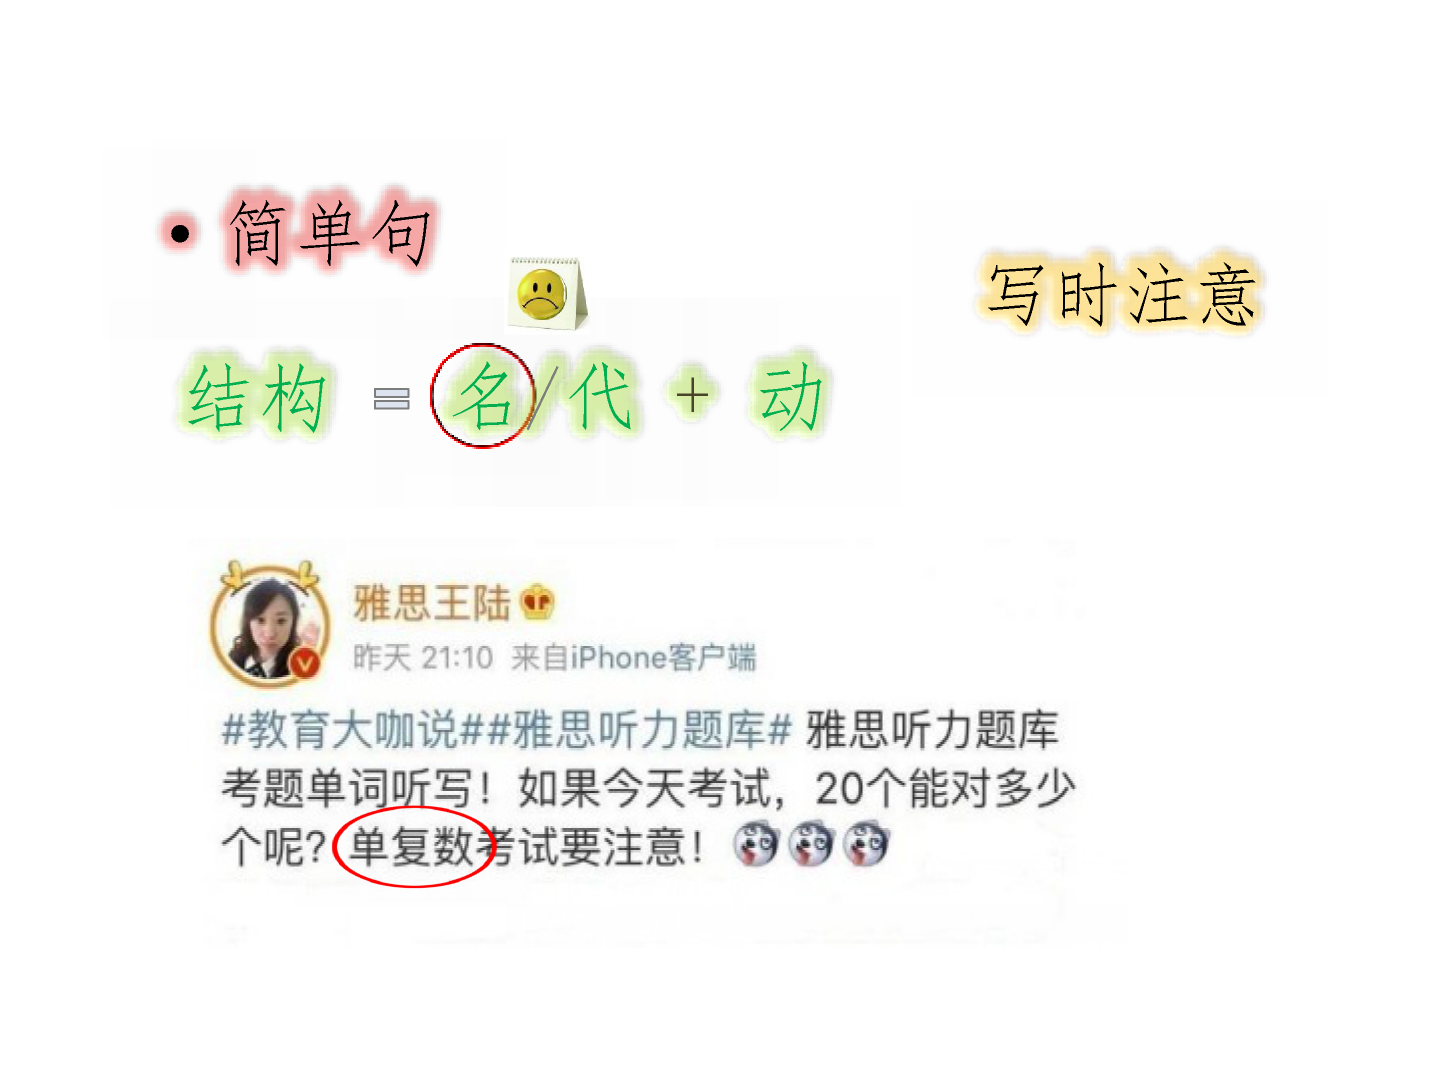 • 简单句
写时注意
结构 = 名/代 + 动
雅思王陆
昨天 21:10 来自iPhone客户端
#教育大咖说##雅思听力题库# 雅思听力题库
考题单词听写！如果今天考试，20个能对多少
个呢？单复数考试要注意！